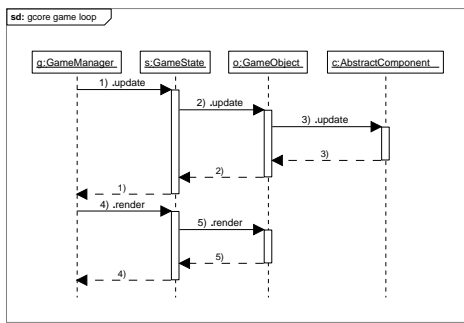 sd: gcore game loop
g:GameManager
s:GameState
o:GameObject
c:AbstractComponent
1) .update
2) .update
3) .update
3)
2)
1)
4) .render
5) .render
5)
4)